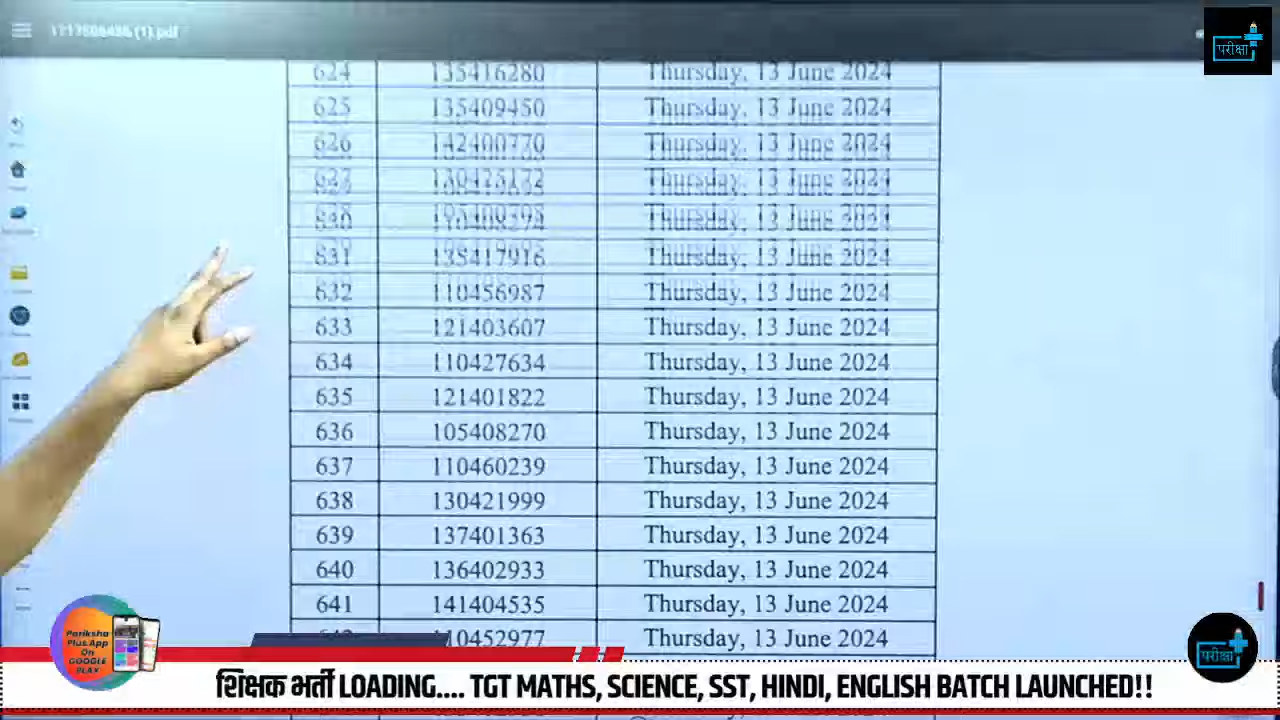 परीक्षा
624 135416280 Thursday, 13 June 2024
625 135409450 Thursday, 13 June 2024
626 142400770 Thursday, 13 June 2024
Thursday, 13 June
Thursday, 13 June
831 138417916 Thursday, 13 June 2024
632 110456987 Thursday, 13 June 2024
633 121403607 Thursday, 13 June 2024
634 110427634 Thursday, 13 June 2024
635 121401822 Thursday, 13 June 2024
636 105408270 Thursday, 13 June 2024
637 110460239 Thursday, 13 June 2024
638 130421999 Thursday, 13 June 2024
639 137401363 Thursday, 13 June 2024
640 136402933 Thursday, 13 June 2024
641 141404535 Thursday, 13 June 2024
Thursday, 13 June 2024
Pariksha
Plus App
On
GOOGLE
PLAY
परीक्षा
शिक्षक भर्ती LOADING.... TGT MATHS, SCIENCE, SST, HINDI, ENGLISH BATCH LAUNCHED!!